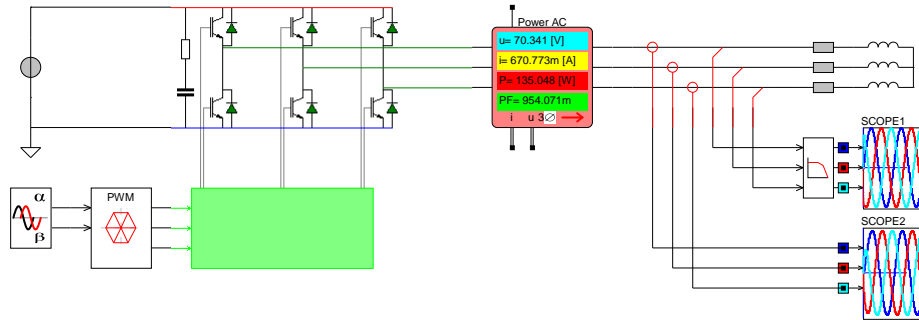 Power AC
u= 70.341 [V]
i= 670.773m [A]
P= 135.048 [W]
PF= 954.071m
i u 3∅
SCOPE1
α
β
PWM
SCOPE2